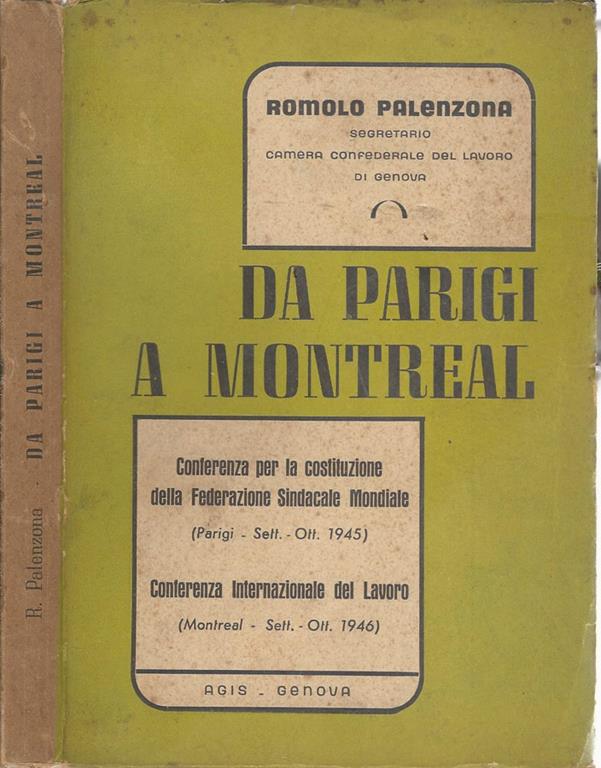 R. Palenzona - DA PARIGI A MONTREAL
ROMOLO PALENZONA
SEGRETARIO
CAMERA CONFEDERALE DEL LAVORO
DI GENOVA
DA PARIGI
A MONTREAL
Conferenza per la costituzione
della Federazione Sindacale Mondiale
(Parigi - Sett. - Ott. 1945)
Conferenza Internazionale del Lavoro
(Montreal - Sett. - Ott. 1946)
AGIS - GENOVA